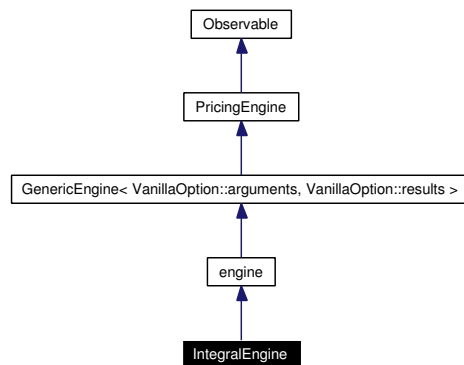 Observable
PricingEngine
GenericEngine< VanillaOption::arguments, VanillaOption::results >
engine
IntegralEngine